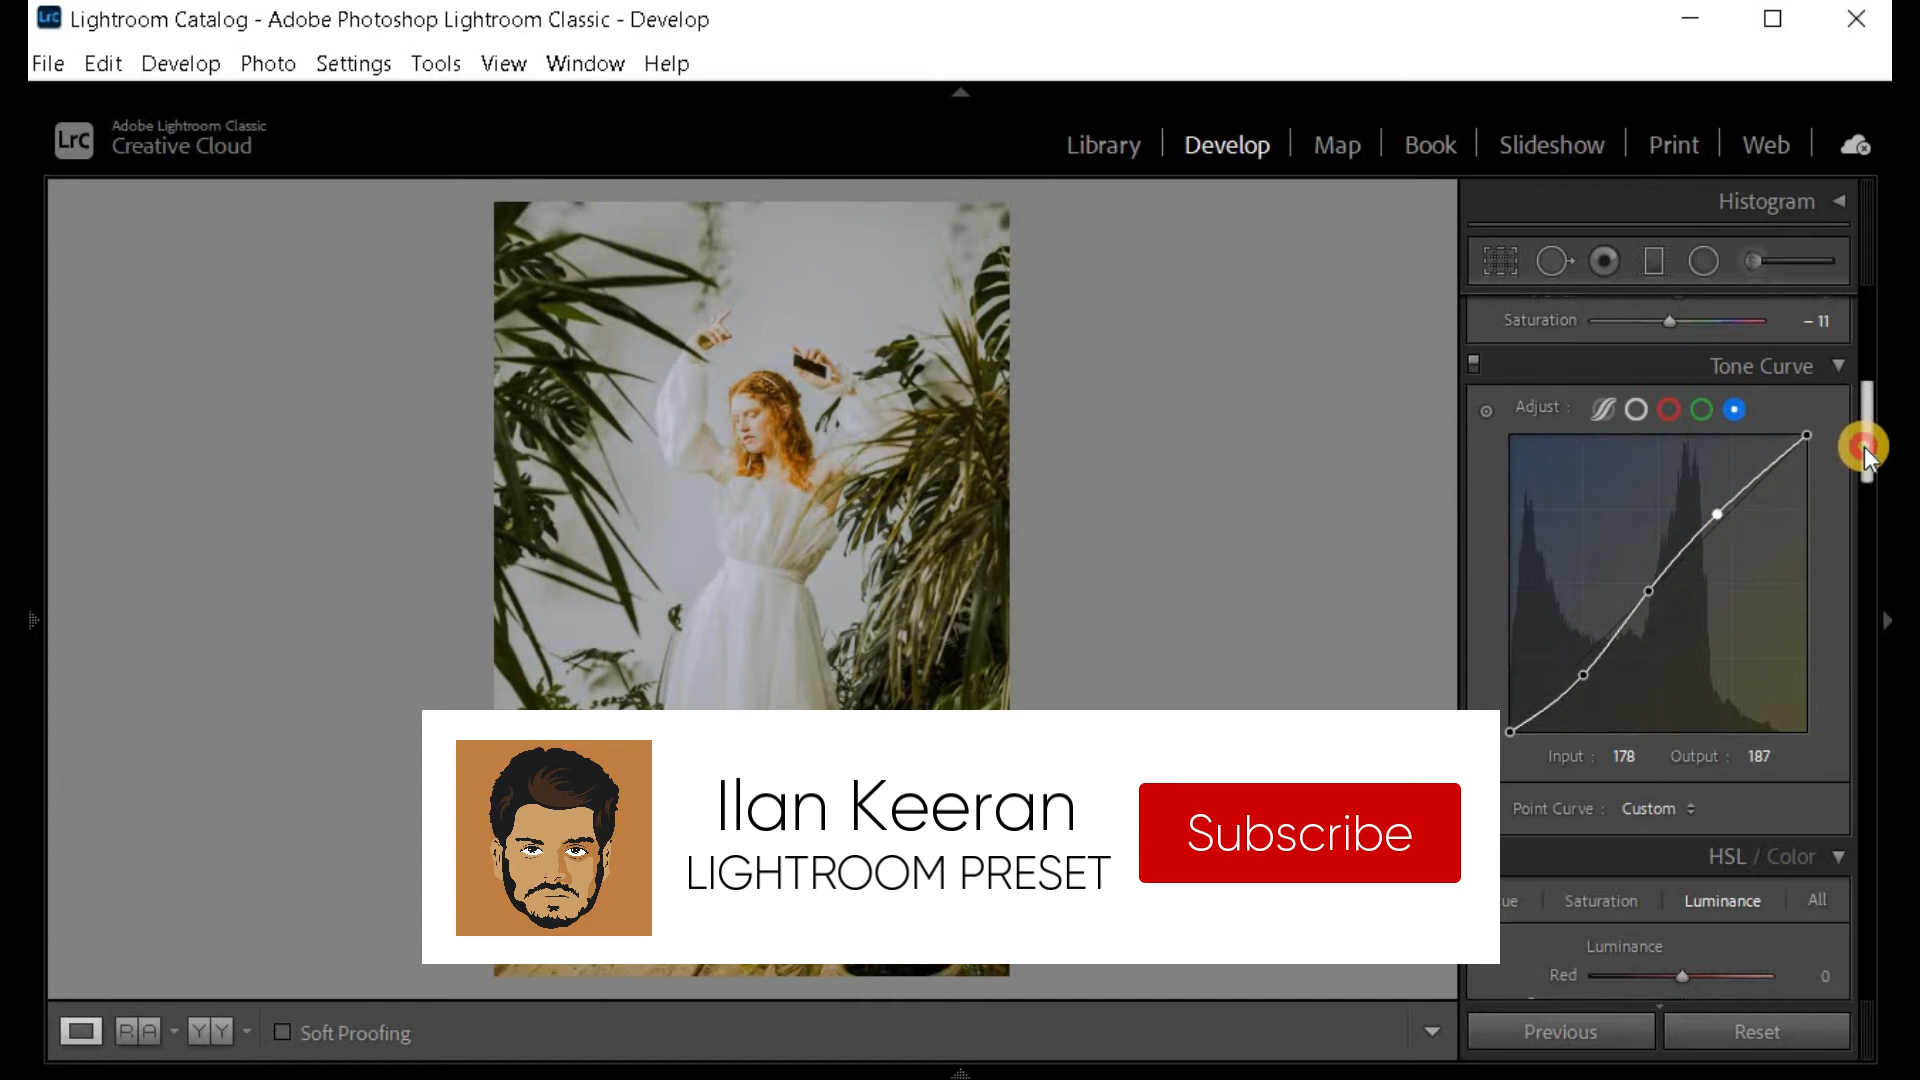 Lrc Lightroom Catalog - Adobe Photoshop Lightroom Classic - Develop
File Edit Develop Photo Settings Tools View Window Help
LrC
Adobe Lightroom Classic
Creative Cloud
Library Develop Map Book Slideshow Print Web
Histogram
Saturation – 11
Tone Curve
Adjust :
Input : 178 Output : 187
Point Curve : Custom
HSL / Color
ue Saturation Luminance All
Luminance
Red 0
Ilan Keeran
LIGHTROOM PRESET
Subscribe
R A Y Y Soft Proofing
Previous Reset